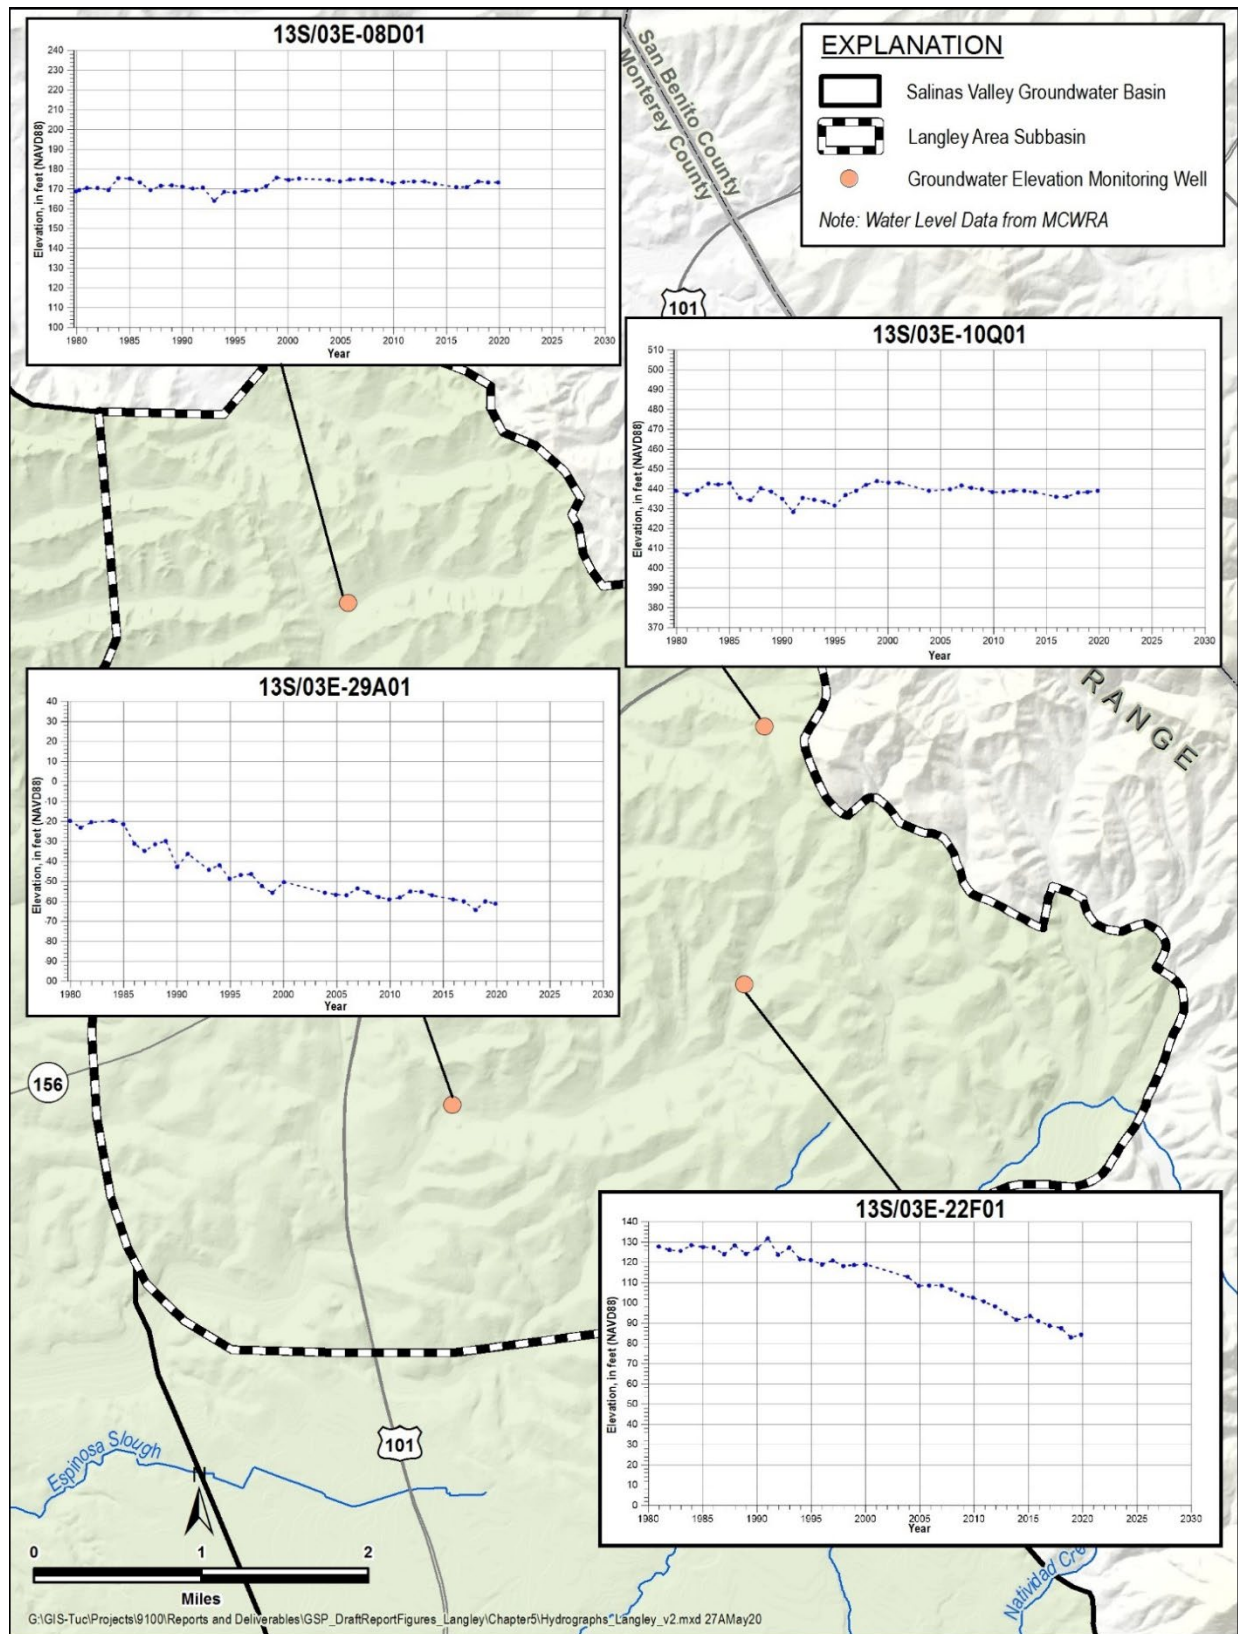 13S/03E-08D01
Elevation, in feet (NAVD88)
240
230
220
210
200
190
180
170
160
150
140
130
120
110
100
1980 1985 1990 1995 2000 2005 2010 2015 2020 2025 2030
Year
San Benito County
Monterey County
101
EXPLANATION
Salinas Valley Groundwater Basin
Langley Area Subbasin
Groundwater Elevation Monitoring Well
Note: Water Level Data from MCWRA
13S/03E-10Q01
Elevation, in feet (NAVD88)
510
500
490
480
470
460
450
440
430
420
410
400
390
380
370
1980 1985 1990 1995 2000 2005 2010 2015 2020 2025 2030
Year
RANGE
13S/03E-29A01
Elevation, in feet (NAVD88)
40
30
20
10
0
-10
-20
-30
-40
-50
-60
-70
-80
-90
00
1980 1985 1990 1995 2000 2005 2010 2015 2020 2025 2030
Year
156
13S/03E-22F01
Elevation, in feet (NAVD88)
140
130
120
110
100
90
80
70
60
50
40
30
20
10
0
1980 1985 1990 1995 2000 2005 2010 2015 2020 2025 2030
Year
101
Espinosa Slough
N
0 1 2
Miles
Natividad Cre
G:\GIS-Tuc\Projects\9100\Reports and Deliverables\GSP_DraftReportFigures_Langley\Chapter5\Hydrographs_Langley_v2.mxd 27AMay20